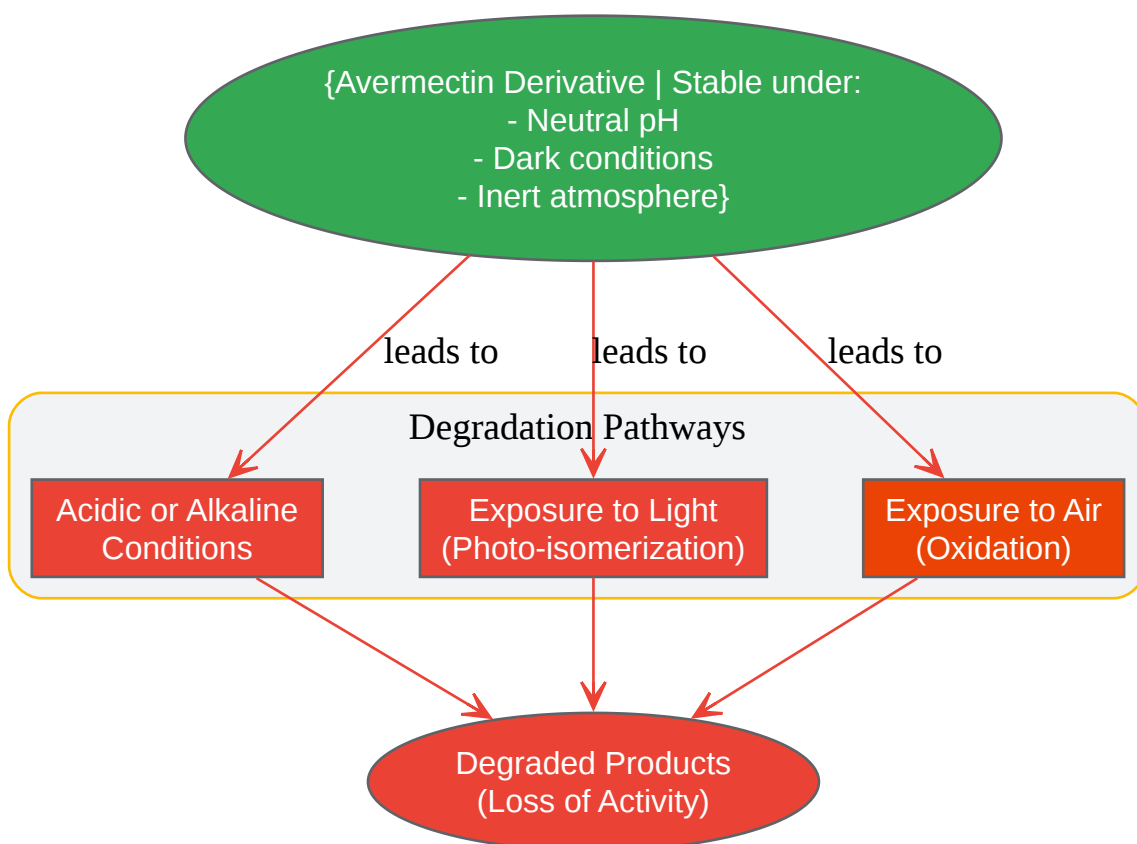 {Avermectin Derivative | Stable under:
- Neutral pH
- Dark conditions
- Inert atmosphere}
leads to
leads to
leads to
Degradation Pathways
Acidic or Alkaline
Conditions
Exposure to Light
(Photo-isomerization)
Exposure to Air
(Oxidation)
Degraded Products
(Loss of Activity)